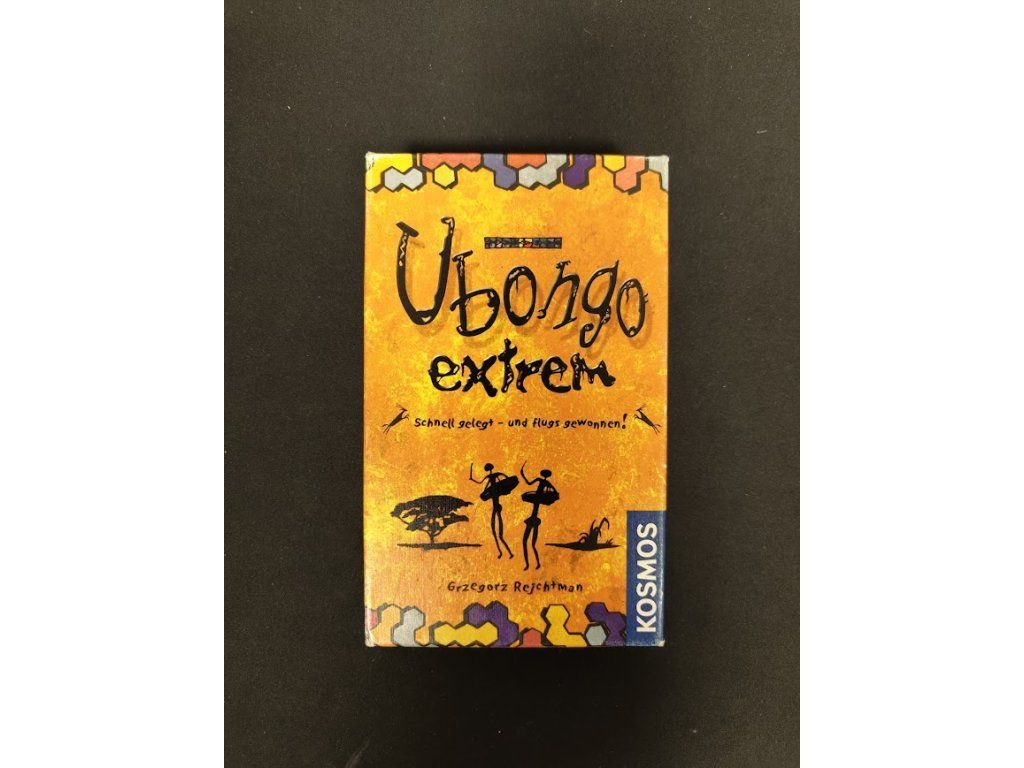 Ubongo
extrem
Schnell gelegt - und flugs gewonnen!
Grzegorz Rejchtman
KOSMOS